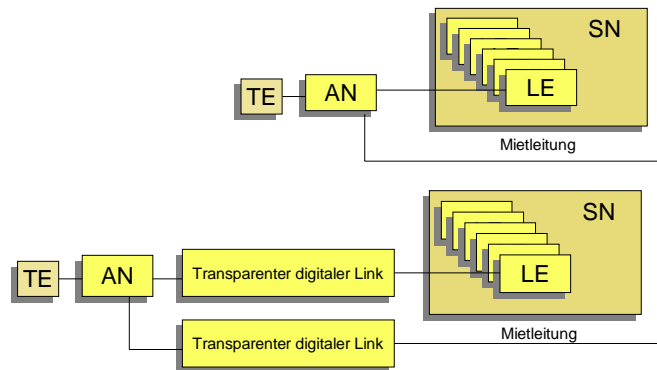 SN
TE
AN
LE
Mietleitung
SN
TE
AN
Transparenter digitaler Link
LE
Transparenter digitaler Link
Mietleitung